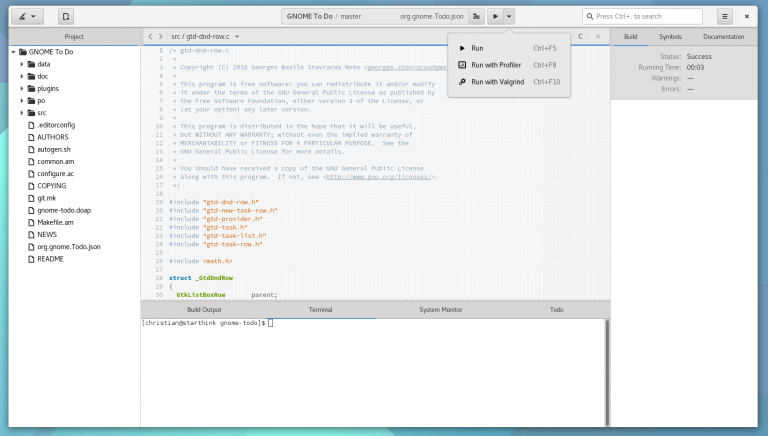 GNOME To Do / master
org.gnome.Todo.json
Press Ctrl+. to search
Project
GNOME To Do
data
doc
plugins
po
src
.editorconfig
AUTHORS
autogen.sh
common.am
configure.ac
COPYING
git.mk
gnome-todo.doap
Makefile.am
NEWS
org.gnome.Todo.json
README
src / gtd-dnd-row.c
C
1 /* gtd-dnd-row.c
2 *
3 * Copyright (C) 2016 Georges Basile Stavracas Neto <georges.stavracas@gma
4 *
5 * This program is free software: you can redistribute it and/or modify
6 * it under the terms of the GNU General Public License as published by
7 * the Free Software Foundation, either version 3 of the License, or
8 * (at your option) any later version.
9 *
10 * This program is distributed in the hope that it will be useful,
11 * but WITHOUT ANY WARRANTY; without even the implied warranty of
12 * MERCHANTABILITY or FITNESS FOR A PARTICULAR PURPOSE.  See the
13 * GNU General Public License for more details.
14 *
15 * You should have received a copy of the GNU General Public License
16 * along with this program.  If not, see <http://www.gnu.org/licenses/>.
17 */
18
19 #include "gtd-dnd-row.h"
20 #include "gtd-new-task-row.h"
21 #include "gtd-provider.h"
22 #include "gtd-task.h"
23 #include "gtd-task-list.h"
24 #include "gtd-task-row.h"
25
26 #include <math.h>
27
28 struct _GtdDndRow
29 {
30 GtkListBoxRow parent;
Run Ctrl+F5
Run with Profiler Ctrl+F8
Run with Valgrind Ctrl+F10
Build Symbols Documentation
Status: Success
Running Time: 00:03
Warnings: —
Errors: —
Build Output Terminal System Monitor Todo
[christian@starthink gnome-todo]$